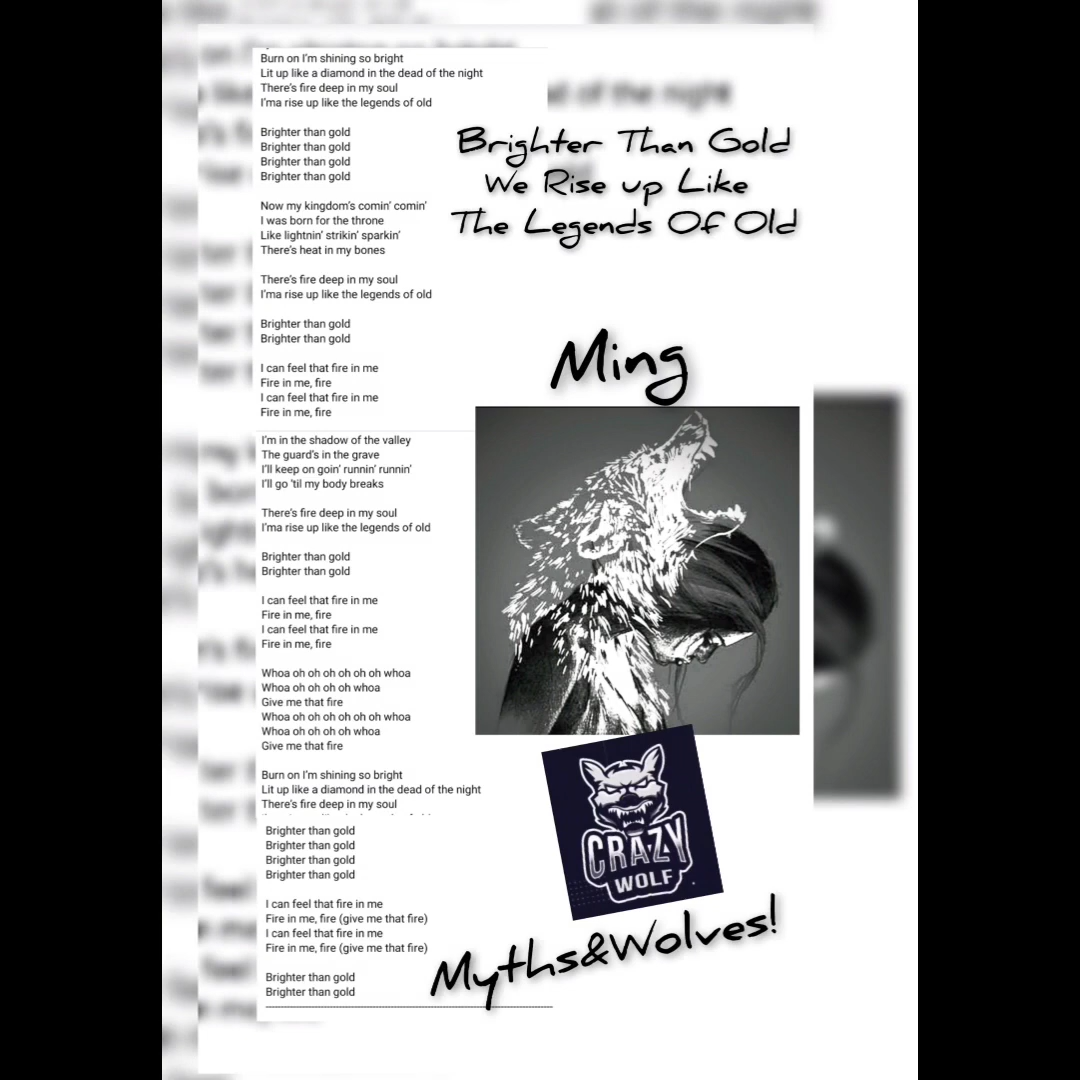 Burn on I'm shining so bright
Lit up like a diamond in the dead of the night
There's fire deep in my soul
I'ma rise up like the legends of old
Brighter than gold
Brighter than gold
Brighter than gold
Brighter than gold
Now my kingdom's comin' comin'
I was born for the throne
Like lightnin' strikin' sparkin'
There's heat in my bones
There's fire deep in my soul
I'ma rise up like the legends of old
Brighter than gold
Brighter than gold
I can feel that fire in me
Fire in me, fire
I can feel that fire in me
Fire in me, fire
I'm in the shadow of the valley
The guard's in the grave
I'll keep on goin' runnin' runnin'
I'll go 'til my body breaks
There's fire deep in my soul
I'ma rise up like the legends of old
Brighter than gold
Brighter than gold
I can feel that fire in me
Fire in me, fire
I can feel that fire in me
Fire in me, fire
Whoa oh oh oh oh oh oh whoa
Whoa oh oh oh oh whoa
Give me that fire
Whoa oh oh oh oh oh oh whoa
Whoa oh oh oh oh whoa
Give me that fire
Burn on I'm shining so bright
Lit up like a diamond in the dead of the night
There's fire deep in my soul
Brighter than gold
Brighter than gold
Brighter than gold
Brighter than gold
I can feel that fire in me
Fire in me, fire (give me that fire)
I can feel that fire in me
Fire in me, fire (give me that fire)
Brighter than gold
Brighter than gold
Brighter Than Gold
We Rise up Like
The Legends Of Old
Ming
CRAZY
WOLF
Myths&Wolves!